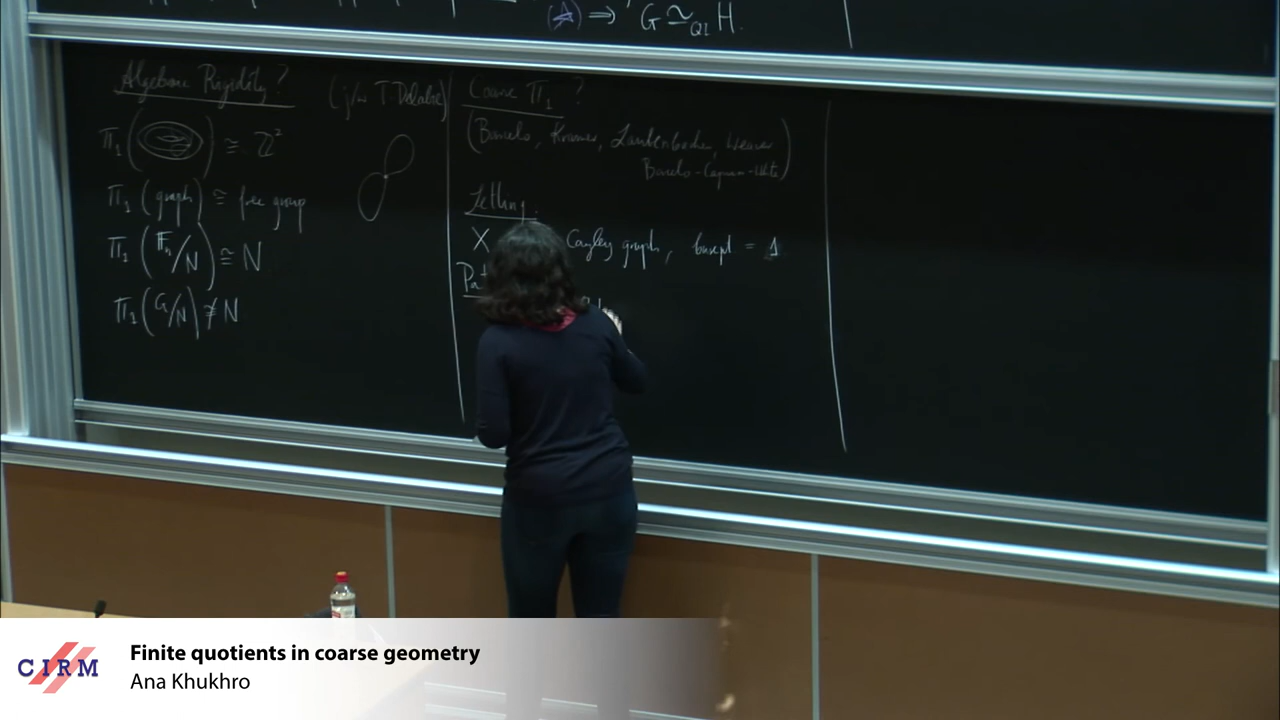 (A) ⇒ G ≃_QI H.
Algebraic Rigidity?
(j/w T Delabie)
π₁( ) ≅ ℤ²
π₁(graph) ≅ free group
π₁(𝔽ₙ/N) ≅ N
π₁(G/N) ≇ N
Coarse π₁ ?
(Barcelo, Kramer, Laubenbacher, Weaver
Barcelo-Capraro-White)
Setting.
X Cayley graph, basept = 1
CIRM
Finite quotients in coarse geometry
Ana Khukhro